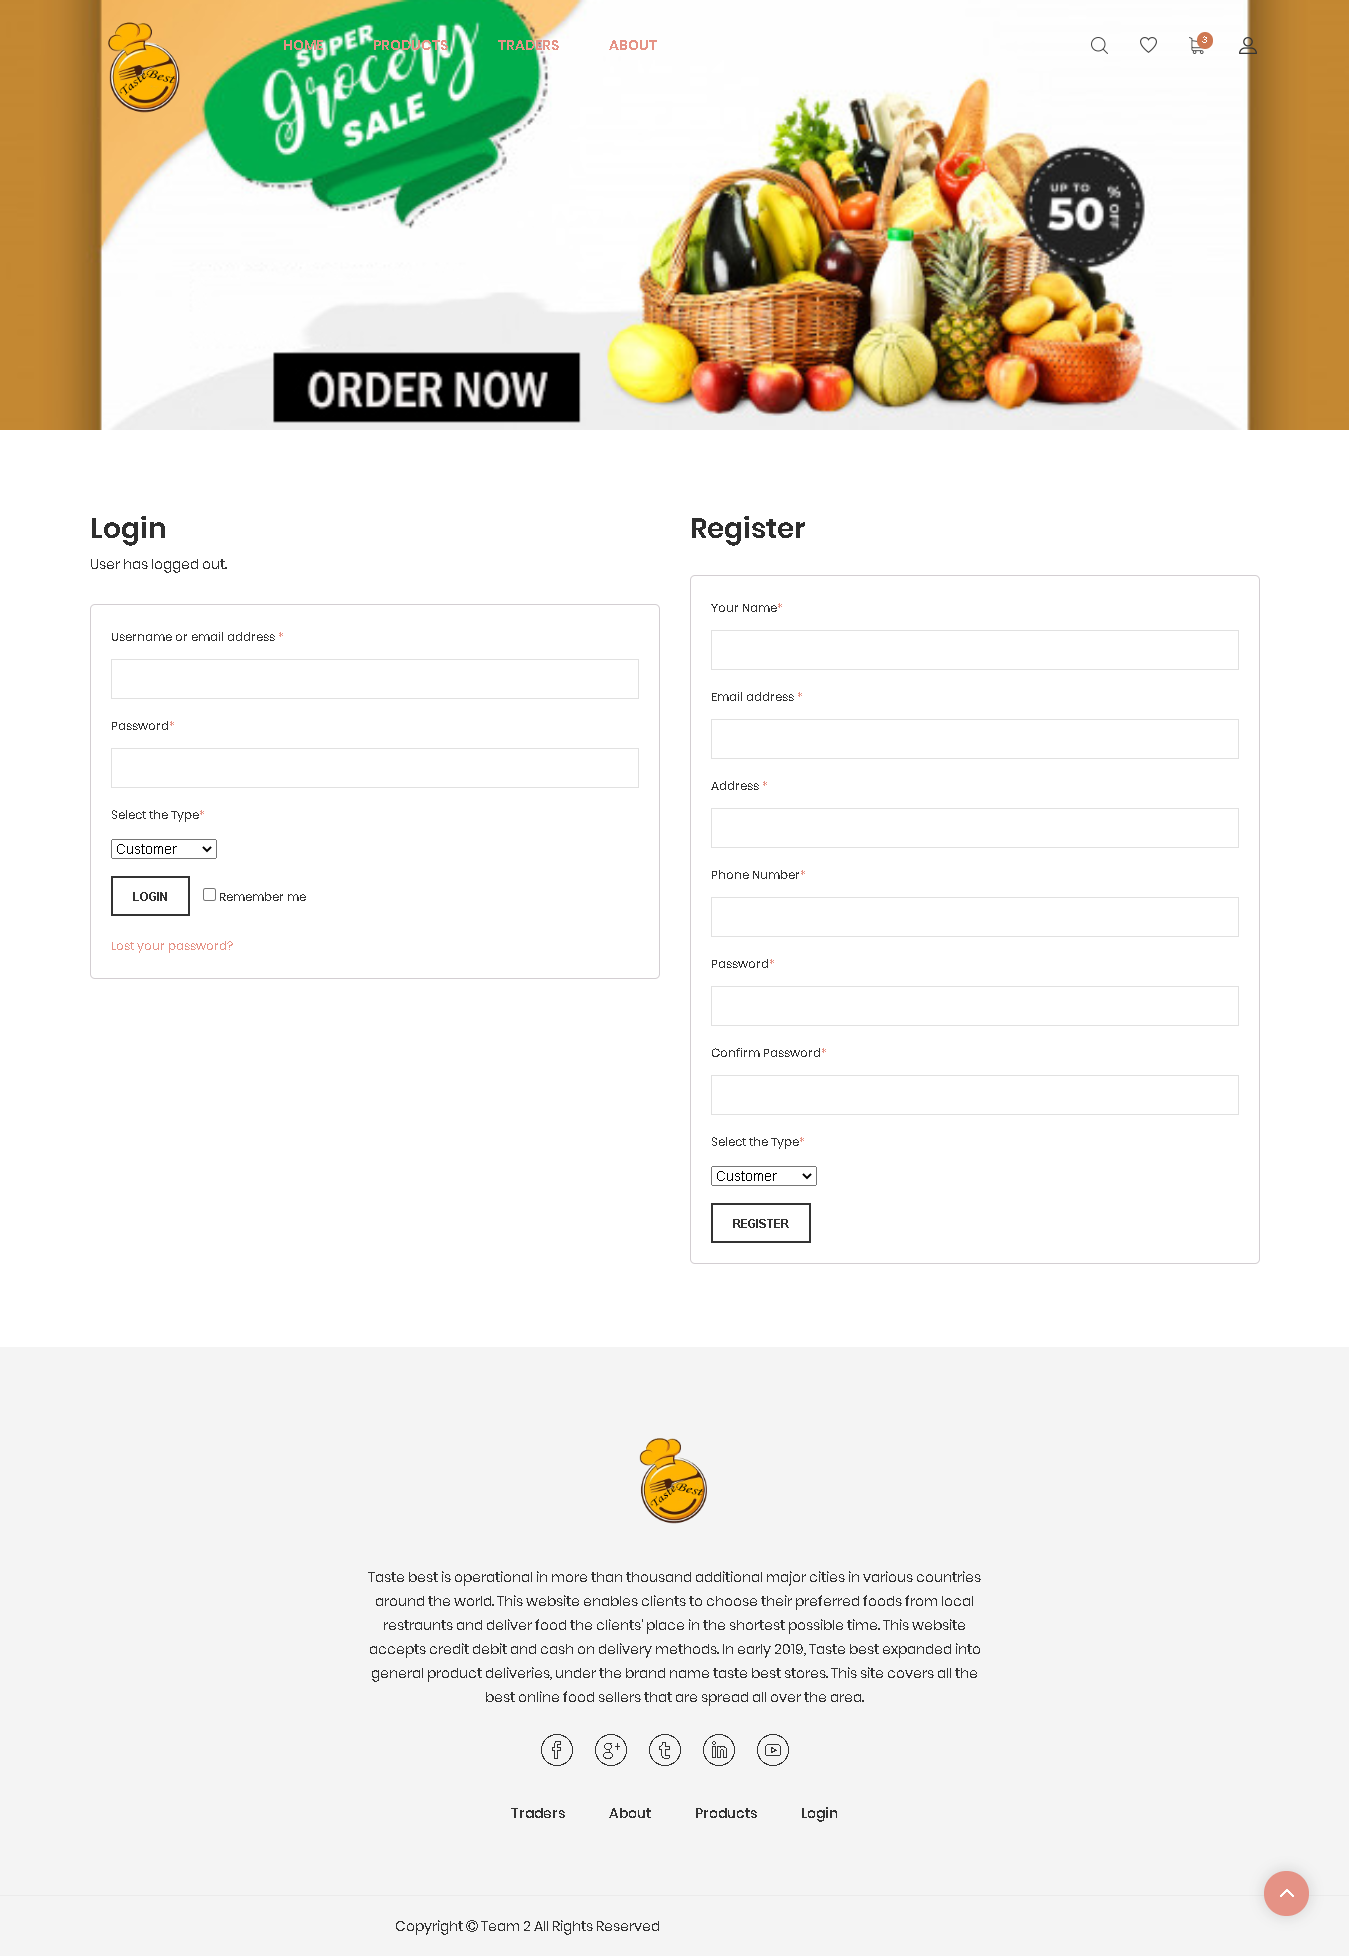 HOME PRODUCTS TRADERS ABOUT
3
TasteBest
SUPER
grocery
SALE
UP TO
50
% OFF
ORDER NOW
Login
User has logged out.
Username or email address *
Password*
Select the Type*
Customer
LOGIN Remember me
Lost your password?
Register
Your Name*
Email address *
Address *
Phone Number*
Password*
Confirm Password*
Select the Type*
Customer
REGISTER
TasteBest
Taste best is operational in more than thousand additional major cities in various countries
around the world. This website enables clients to choose their preferred foods from local
restraunts and deliver food the clients' place in the shortest possible time. This website
accepts credit debit and cash on delivery methods. In early 2019, Taste best expanded into
general product deliveries, under the brand name taste best stores. This site covers all the
best online food sellers that are spread all over the area.
Traders About Products Login
Copyright © Team 2 All Rights Reserved